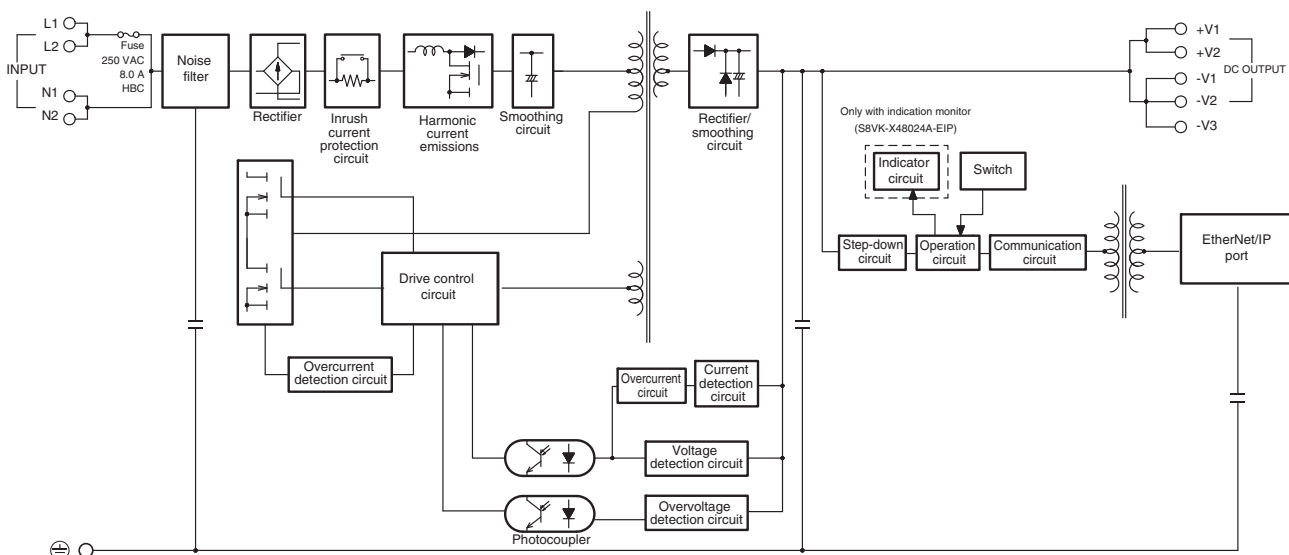 L1
L2
INPUT
N1
N2
Fuse
250 VAC
8.0 A
HBC
Noise
filter
Rectifier
Inrush
current
protection
circuit
Harmonic
current
emissions
Smoothing
circuit
Rectifier/
smoothing
circuit
+V1
+V2
DC OUTPUT
-V1
-V2
-V3
Only with indication monitor
(S8VK-X48024A-EIP)
Indicator
circuit
Switch
Step-down
circuit
Operation
circuit
Communication
circuit
EtherNet/IP
port
Drive control
circuit
Overcurrent
detection circuit
Overcurrent
circuit
Current
detection
circuit
Voltage
detection circuit
Overvoltage
detection circuit
Photocoupler